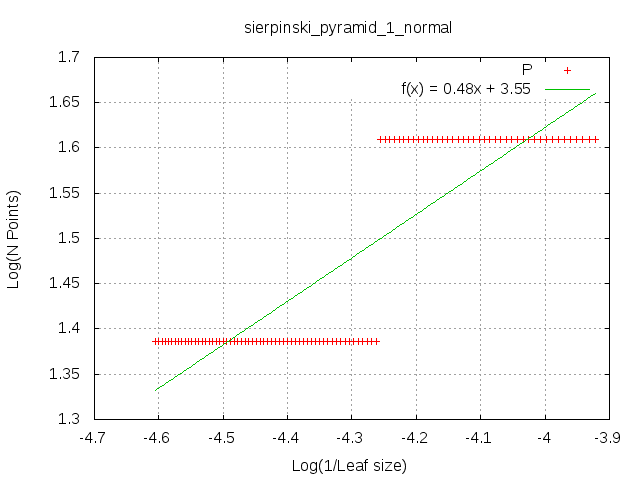 sierpinski_pyramid_1_normal
P
f(x) = 0.48x + 3.55
1.7
1.65
1.6
1.55
1.5
1.45
1.4
1.35
1.3
Log(N Points)
-4.7 -4.6 -4.5 -4.4 -4.3 -4.2 -4.1 -4 -3.9
Log(1/Leaf size)